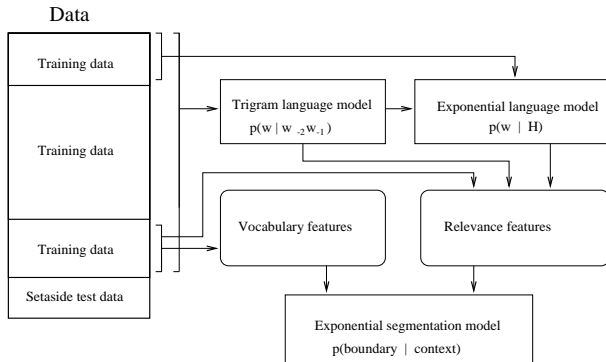 Data
Training data
Training data
Training data
Setaside test data
Trigram language model
p(w | w -2 w -1 )
Exponential language model
p(w | H)
Vocabulary features
Relevance features
Exponential segmentation model
p(boundary | context)